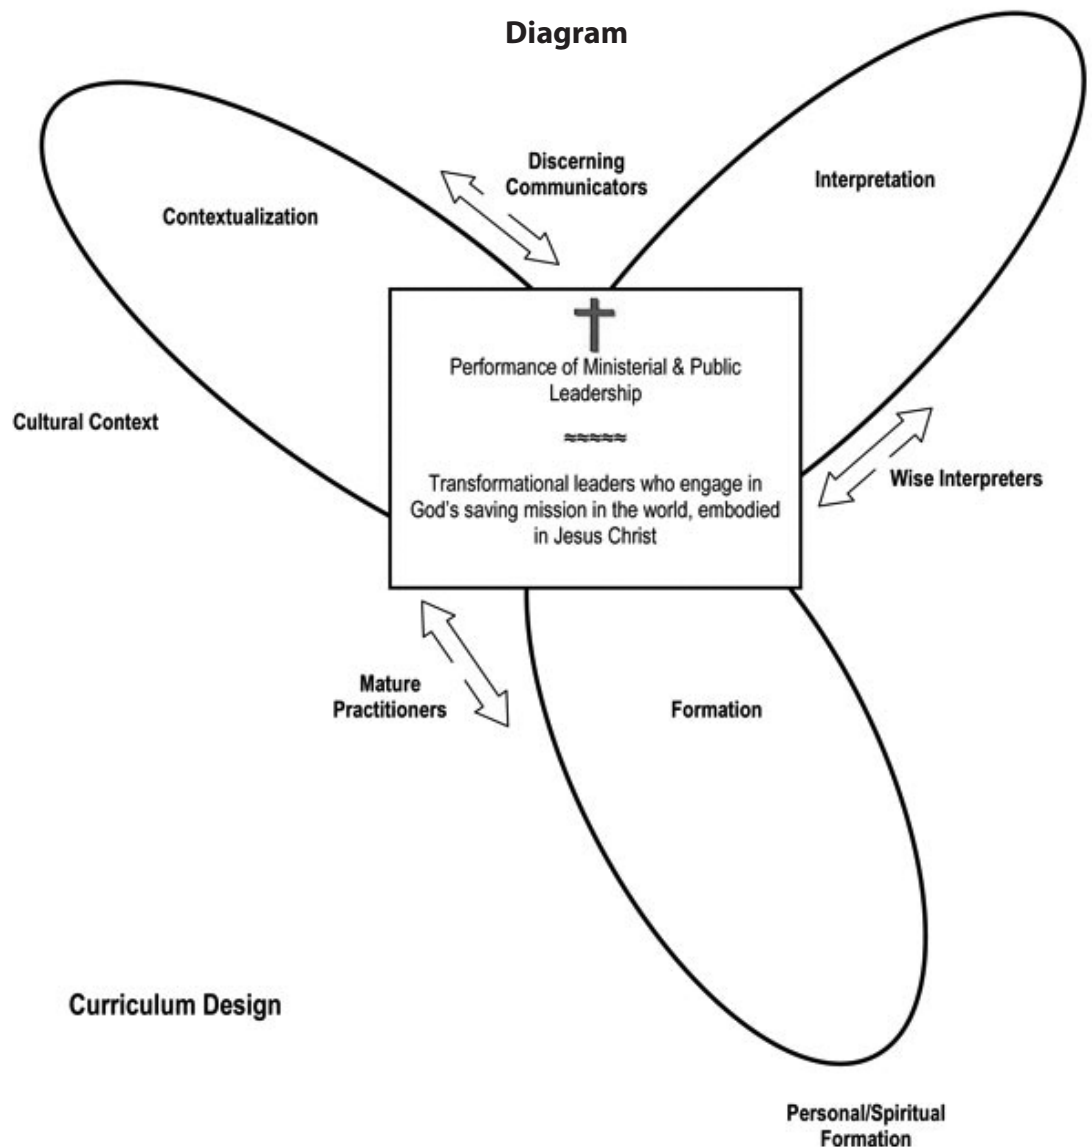 Diagram
Discerning
Communicators
Interpretation
Contextualization
Performance of Ministerial & Public
Leadership
≈≈≈≈≈
Cultural Context
Transformational leaders who engage in
God's saving mission in the world, embodied
in Jesus Christ
Wise Interpreters
Mature
Practitioners
Formation
Curriculum Design
Personal/Spiritual
Formation